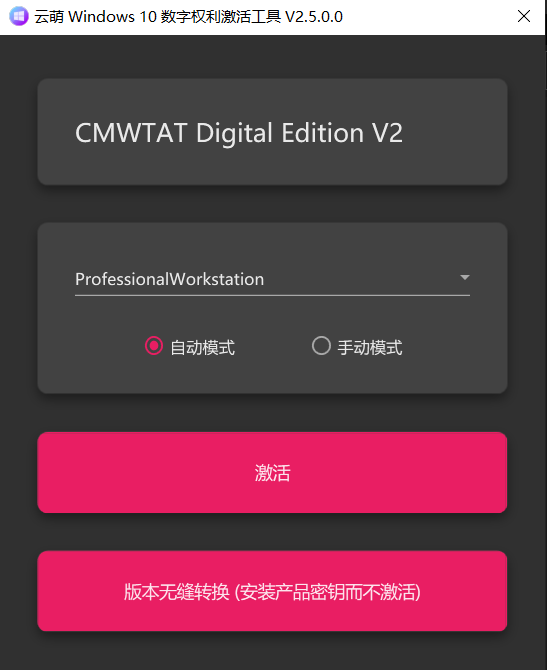 云萌 Windows 10 数字权利激活工具 V2.5.0.0
CMWTAT Digital Edition V2
ProfessionalWorkstation
自动模式 手动模式
激活
版本无缝转换 (安装产品密钥而不激活)